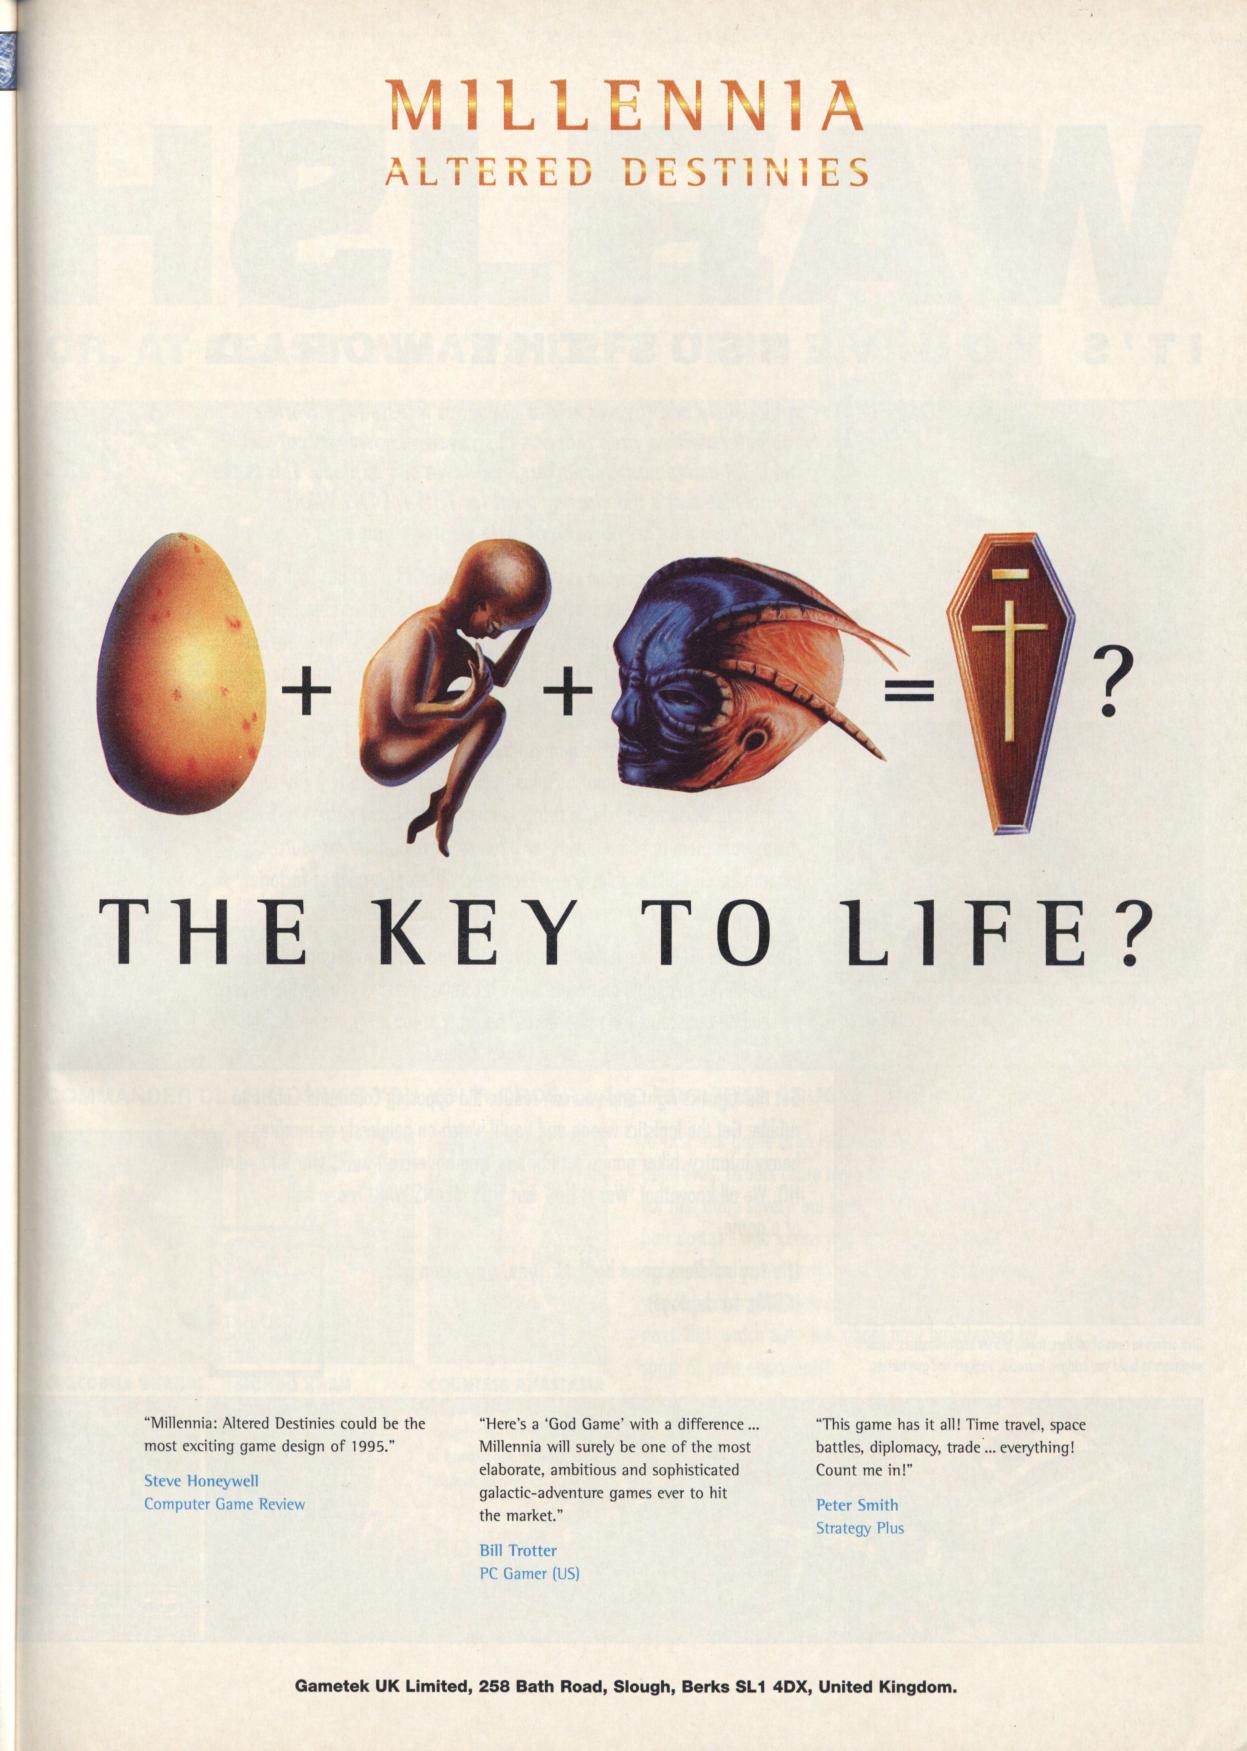 MILLENNIA
ALTERED DESTINIES
+ + = ?
THE KEY TO LIFE?
“Millennia: Altered Destinies could be the
most exciting game design of 1995.”
Steve Honeywell
Computer Game Review
“Here’s a ‘God Game’ with a difference ...
Millennia will surely be one of the most
elaborate, ambitious and sophisticated
galactic-adventure games ever to hit
the market.”
Bill Trotter
PC Gamer (US)
“This game has it all! Time travel, space
battles, diplomacy, trade ... everything!
Count me in!”
Peter Smith
Strategy Plus
Gametek UK Limited, 258 Bath Road, Slough, Berks SL1 4DX, United Kingdom.